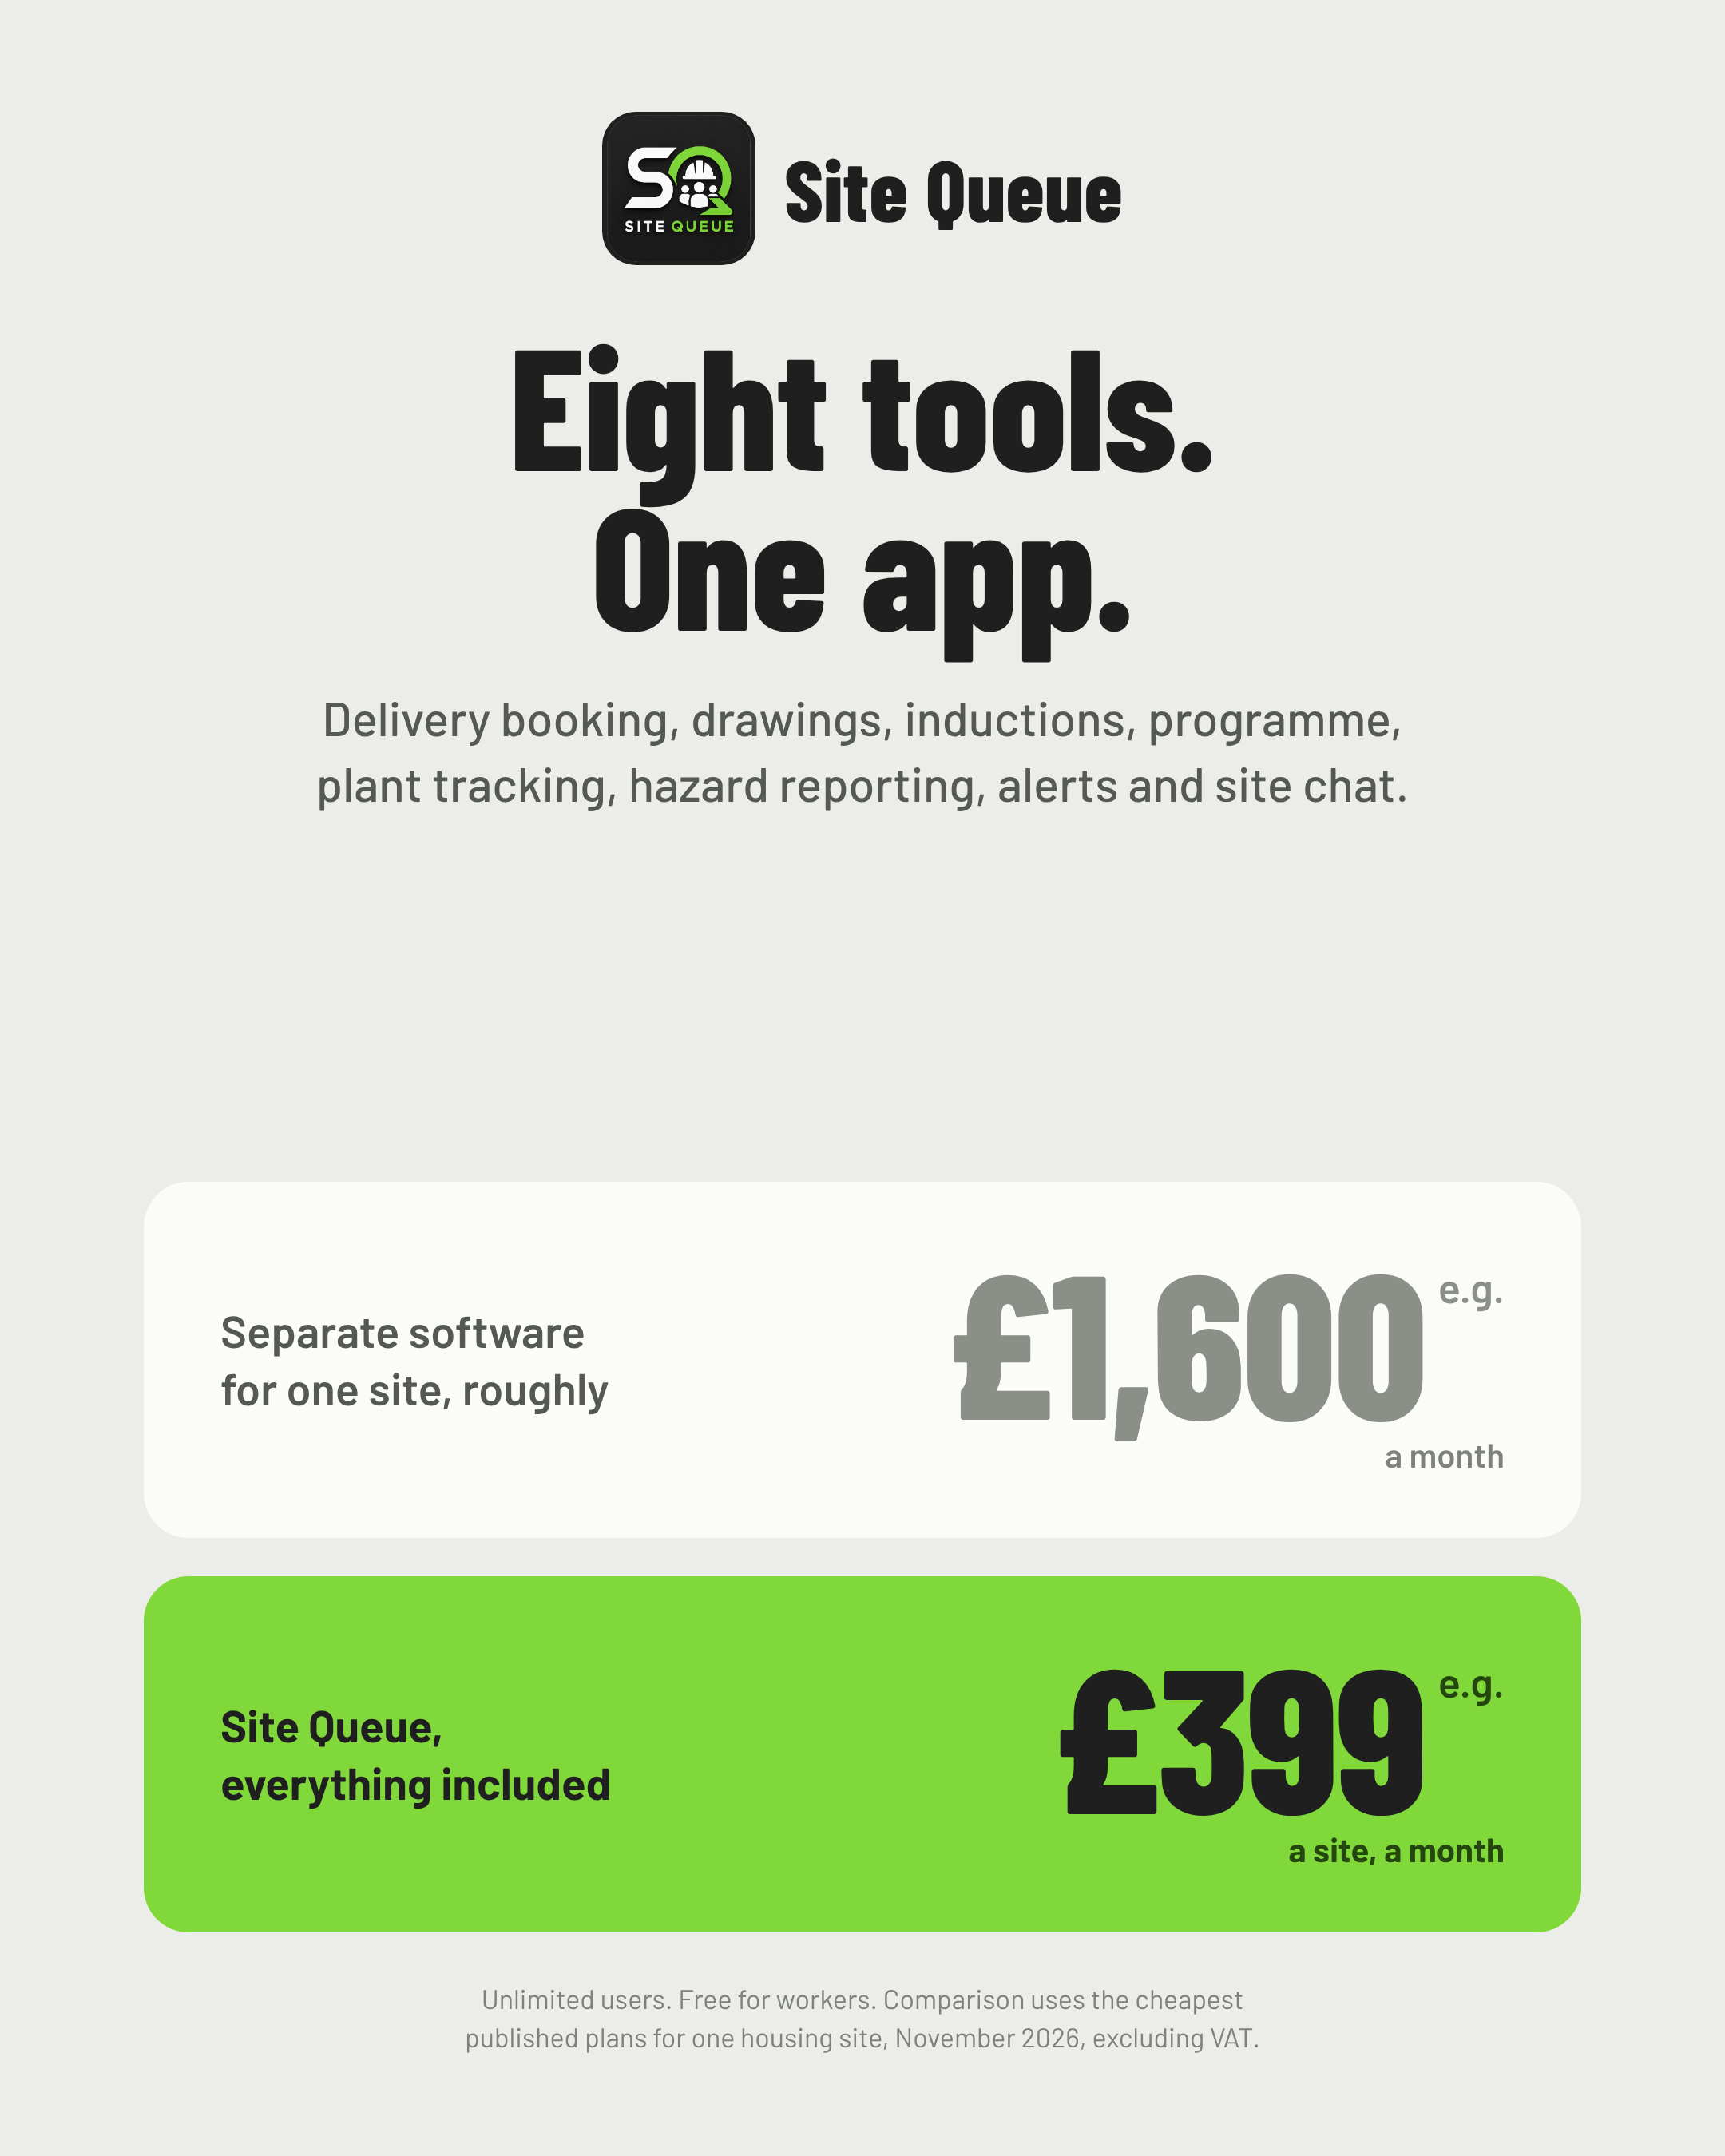 SQ
SITE QUEUE
Site Queue
Eight tools.
One app.
Delivery booking, drawings, inductions, programme,
plant tracking, hazard reporting, alerts and site chat.
Separate software
for one site, roughly
£1,600 e.g.
a month
Site Queue,
everything included
£399 e.g.
a site, a month
Unlimited users. Free for workers. Comparison uses the cheapest
published plans for one housing site, November 2026, excluding VAT.